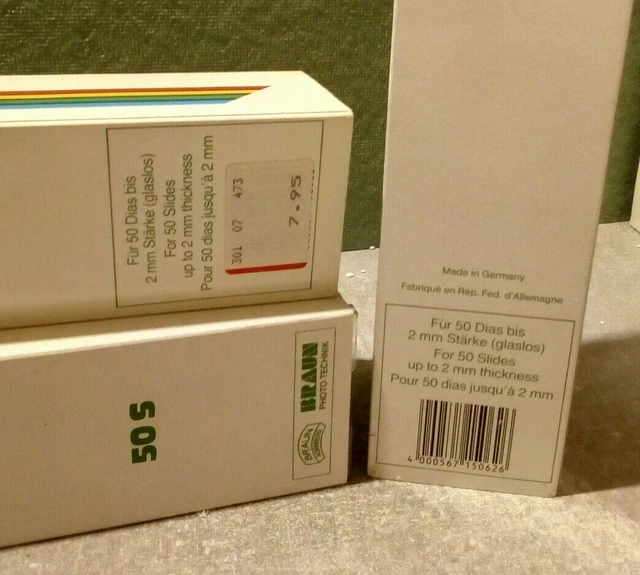 Für 50 Dias bis
2 mm Stärke (glaslos)
For 50 Slides
up to 2 mm thickness
Pour 50 dias jusqu'à 2 mm
301 07 473
7.95
50 S
BRAUN
BRAUN
PHOTO TECHNIK
Made in Germany
Fabriqué en Rép. Fed. d'Allemagne
Für 50 Dias bis
2 mm Stärke (glaslos)
For 50 Slides
up to 2 mm thickness
Pour 50 dias jusqu'à 2 mm
4 000567 150626